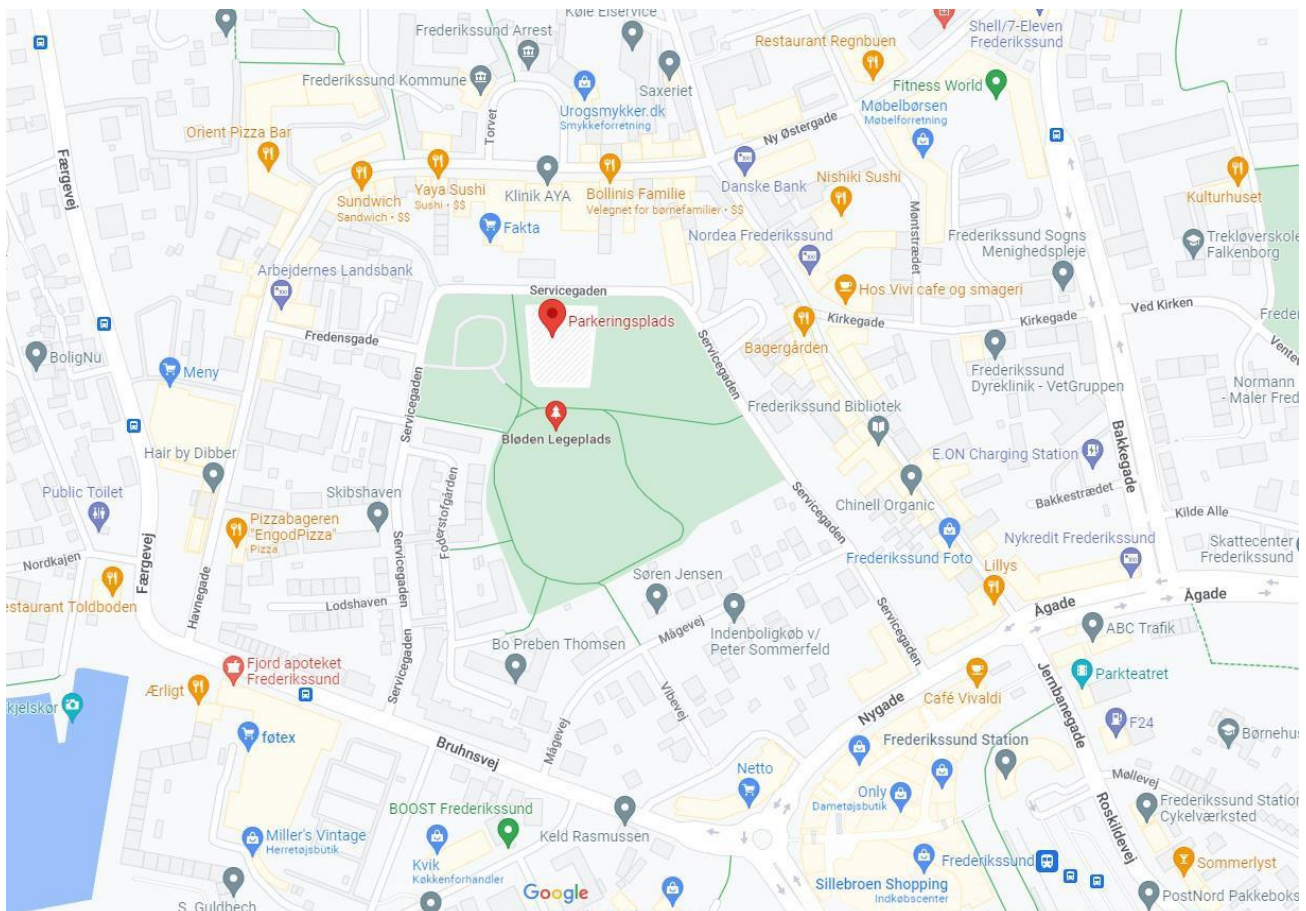 Køle Elservice
Frederikssund Arrest
Shell/7-Eleven
Frederikssund
Restaurant Regnbuen
Frederikssund Kommune
Saxeriet
Fitness World
Urogsmykker.dk
Smykkeforretning
Møbelbørsen
Møbelforretning
Orient Pizza Bar
Torvet
Ny Østergade
Færgevej
Sundwich
Sandwich • $$
Yaya Sushi
Sushi • $$
Klinik AYA
Bollinis Familie
Velegnet for børnefamilier • $$
Danske Bank
Nishiki Sushi
Kulturhuset
Fakta
Nordea Frederikssund
Møntstrædet
Frederikssund Sogns
Menighedspleje
Trekløverskole
Falkenborg
Arbejdernes Landsbank
Servicegaden
Hos Vivi cafe og smageri
Ved Kirken
Parkeringsplads
Kirkegade
Kirkegade
Fredensgade
Bagergården
BoligNu
Meny
Servicegaden
Servicegaden
Frederikssund
Dyreklinik - VetGruppen
Normann
- Maler Fred
Frederikssund Bibliotek
Bløden Legeplads
Bakkegade
Hair by Dibber
E.ON Charging Station
Public Toilet
Skibshaven
Chinell Organic
Bakkestrædet
Servicegaden
Kilde Alle
Pizzabageren
"EngodPizza"
Pizza
Nordkajen
Færgevej
Servicegaden
Frederikssund Foto
Nykredit Frederikssund
Skattecenter
Frederikssund
Søren Jensen
Lillys
estaurant Toldboden
Havnegade
Lodshaven
Ågade
Ågade
Mågevej
Indenboligkøb v/
Peter Sommerfeld
Servicegaden
ABC Trafik
Bo Preben Thomsen
Fjord apoteket
Frederikssund
Servicegaden
Ærligt
Vibevej
Café Vivaldi
Parkteatret
Jernbanegade
kjelskør
Nygade
F24
føtex
Bruhnsvej
Mågevej
Frederikssund Station
Børnehus
Netto
Only
Dametøjsbutik
Møllevej
BOOST Frederikssund
Roskildevej
Frederikssund Station
Cykelværksted
Miller's Vintage
Herretøjsbutik
Keld Rasmussen
Kvik
Køkkenforhandler
Frederikssund
Sommerlyst
Sillebroen Shopping
Indkøbscenter
Google
PostNord Pakkeboks